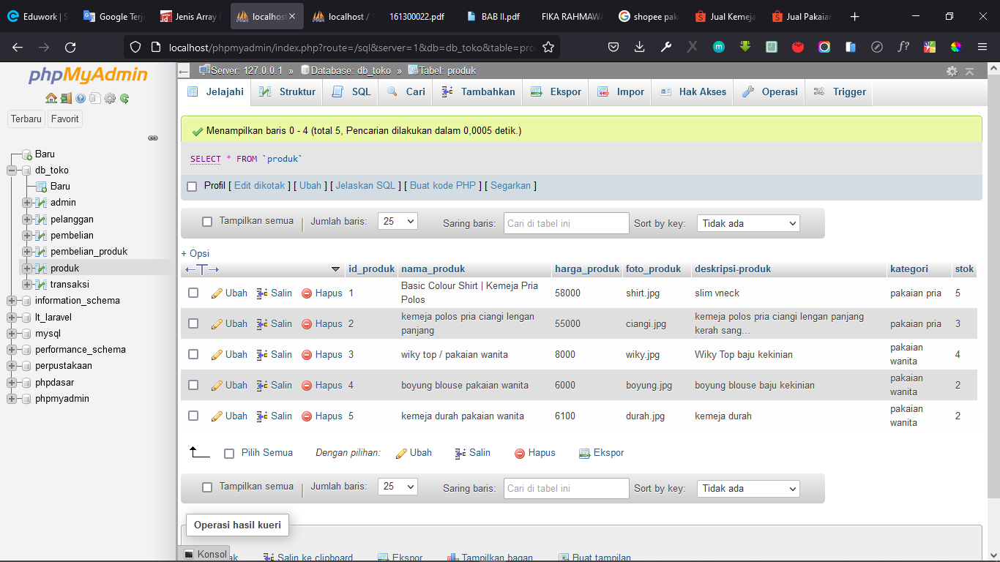 Eduwork | S
Google Terje
Jenis Array
localhost
localhost /
161300022.pdf
BAB II.pdf
FIKA RAHMAWA
shopee pak
Jual Kemeja
Jual Pakaian
localhost/phpmyadmin/index.php?route=/sql&server=1&db=db_toko&table=pro
phpMyAdmin
Terbaru Favorit
Baru
db_toko
Baru
admin
pelanggan
pembelian
pembelian_produk
produk
transaksi
information_schema
lt_laravel
mysql
performance_schema
perpustakaan
phpdasar
phpmyadmin
Server: 127.0.0.1 » Database: db_toko » Tabel: produk
Jelajahi Struktur SQL Cari Tambahkan Ekspor Impor Hak Akses Operasi Trigger
Menampilkan baris 0 - 4 (total 5, Pencarian dilakukan dalam 0,0005 detik.)
SELECT * FROM `produk`
Profil [ Edit dikotak ] [ Ubah ] [ Jelaskan SQL ] [ Buat kode PHP ] [ Segarkan ]
Tampilkan semua | Jumlah baris: 25 Saring baris: Cari di tabel ini Sort by key: Tidak ada
+ Opsi
←T→ id_produk nama_produk harga_produk foto_produk deskripsi-produk kategori stok
Ubah Salin Hapus 1 Basic Colour Shirt | Kemeja Pria Polos 58000 shirt.jpg slim vneck pakaian pria 5
Ubah Salin Hapus 2 kemeja polos pria ciangi lengan panjang 55000 ciangi.jpg kemeja polos pria ciangi lengan panjang kerah sang... pakaian pria 3
Ubah Salin Hapus 3 wiky top / pakaian wanita 8000 wiky.jpg Wiky Top baju kekinian pakaian wanita 4
Ubah Salin Hapus 4 boyung blouse pakaian wanita 6000 boyung.jpg boyung blouse baju kekinian pakaian wanita 2
Ubah Salin Hapus 5 kemeja durah pakaian wanita 6100 durah.jpg kemeja durah pakaian wanita 2
Pilih Semua Dengan pilihan: Ubah Salin Hapus Ekspor
Tampilkan semua | Jumlah baris: 25 Saring baris: Cari di tabel ini Sort by key: Tidak ada
Operasi hasil kueri
Konsol
ak Salin ke clipboard Ekspor Tampilkan bagan Buat tampilan